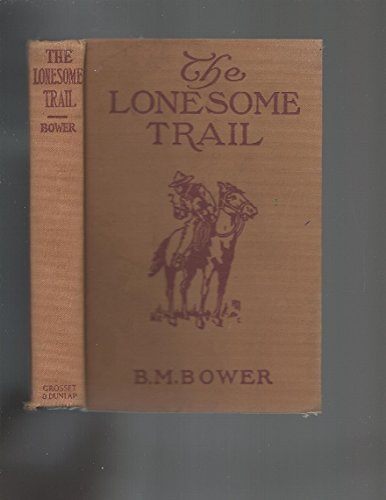 THE
LONESOME
TRAIL
BOWER
GROSSET
& DUNLAP
The
LONESOME
TRAIL
B.M.BOWER